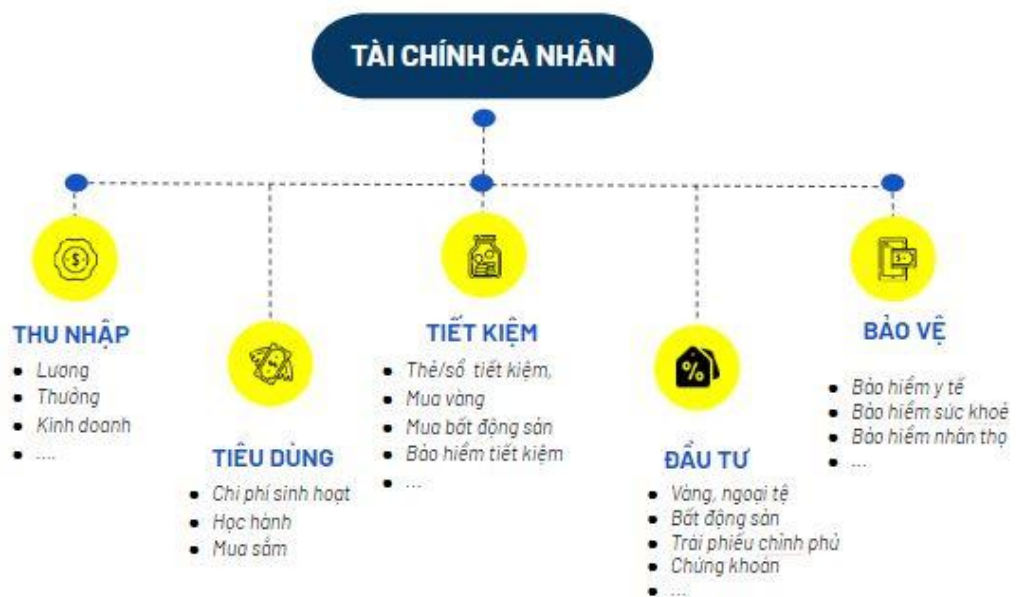 TÀI CHÍNH CÁ NHÂN
THU NHẬP
• Lương
• Thưởng
• Kinh doanh
• ....
TIÊU DÙNG
• Chi phí sinh hoạt
• Học hành
• Mua sắm
TIẾT KIỆM
• Thẻ/sổ tiết kiệm,
• Mua vàng
• Mua bất động sản
• Bảo hiểm tiết kiệm
• ...
ĐẦU TƯ
• Vàng, ngoại tệ
• Bất động sản
• Trái phiếu chính phủ
• Chứng khoán
• ...
BẢO VỆ
• Bảo hiểm y tế
• Bảo hiểm sức khoẻ
• Bảo hiểm nhân thọ
• ...